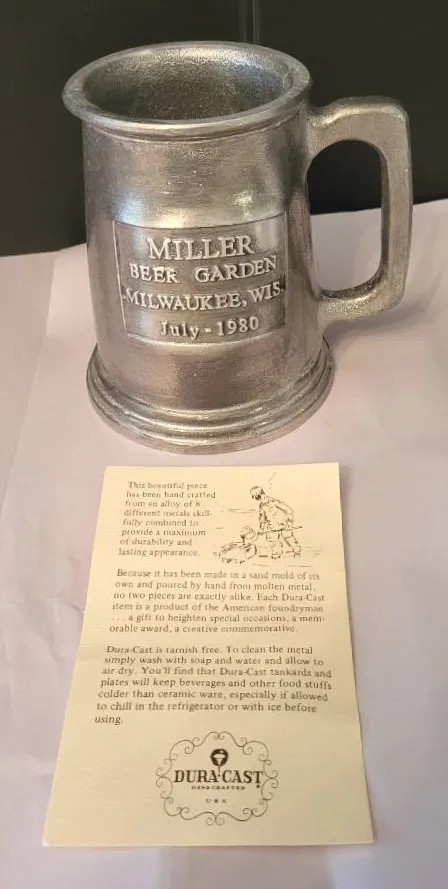 MILLER
BEER GARDEN
MILWAUKEE, WIS.
July - 1980
This beautiful piece
has been hand crafted
from an alloy of 8
different metals skill-
fully combined to
provide a maximum
of durability and
lasting appearance.
Because it has been made in a sand mold of its
own and poured by hand from molten metal,
no two pieces are exactly alike. Each Dura-Cast
item is a product of the American foundryman
. . . a gift to heighten special occasions, a mem-
orable award, a creative commemorative.
Dura-Cast is tarnish free. To clean the metal
simply wash with soap and water and allow to
air dry. You'll find that Dura-Cast tankards and
plates will keep beverages and other food stuffs
colder than ceramic ware, especially if allowed
to chill in the refrigerator or with ice before
using.
DURA-CAST
HAND CRAFTED
USA